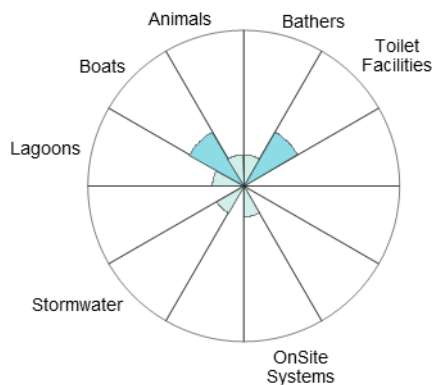 Animals
Bathers
Toilet
Facilities
Boats
Lagoons
Stormwater
OnSite
Systems